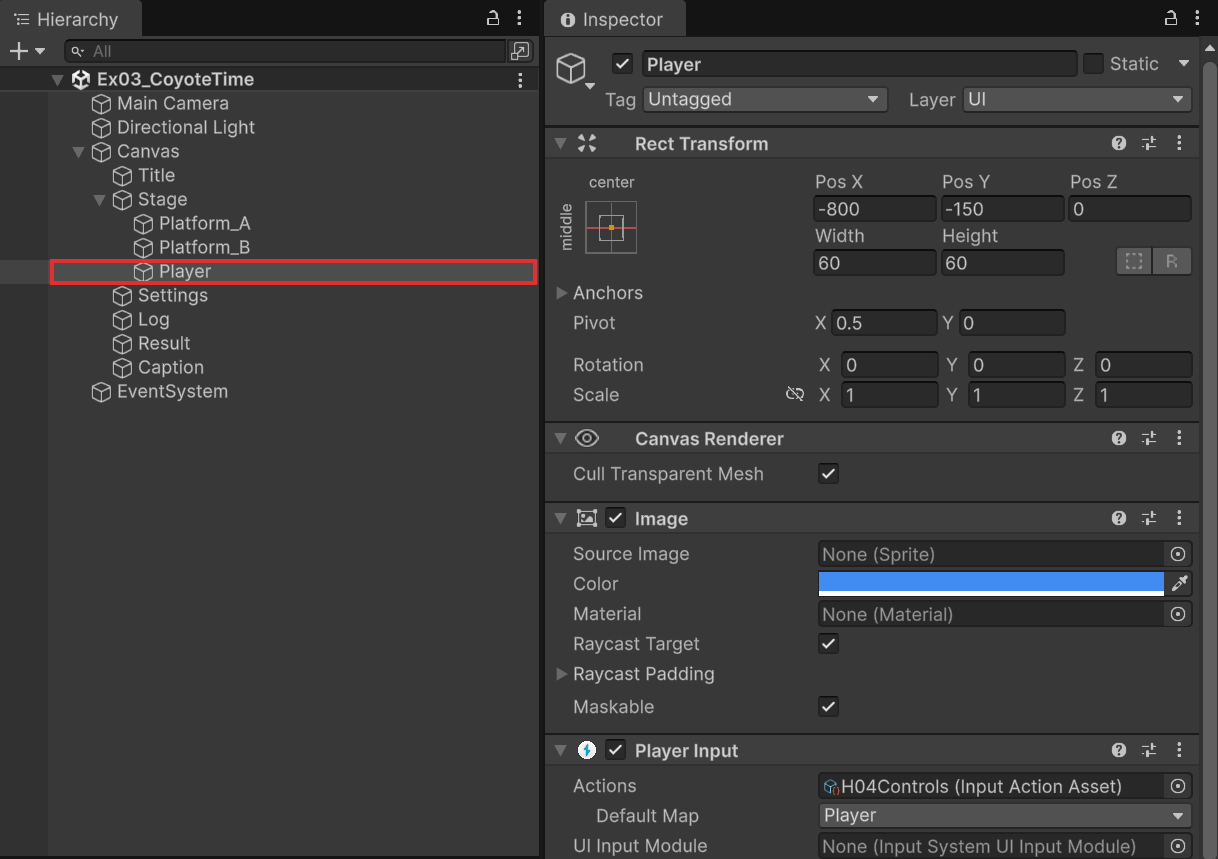 Hierarchy
All
Ex03_CoyoteTime
Main Camera
Directional Light
Canvas
Title
Stage
Platform_A
Platform_B
Player
Settings
Log
Result
Caption
EventSystem
Inspector
Player
Static
Tag Untagged Layer UI
Rect Transform
center
middle
Pos X Pos Y Pos Z
-800 -150 0
Width Height
60 60
R
Anchors
Pivot X 0.5 Y 0
Rotation X 0 Y 0 Z 0
Scale X 1 Y 1 Z 1
Canvas Renderer
Cull Transparent Mesh
Image
Source Image None (Sprite)
Color
Material None (Material)
Raycast Target
Raycast Padding
Maskable
Player Input
Actions H04Controls (Input Action Asset)
Default Map Player
UI Input Module None (Input System UI Input Module)